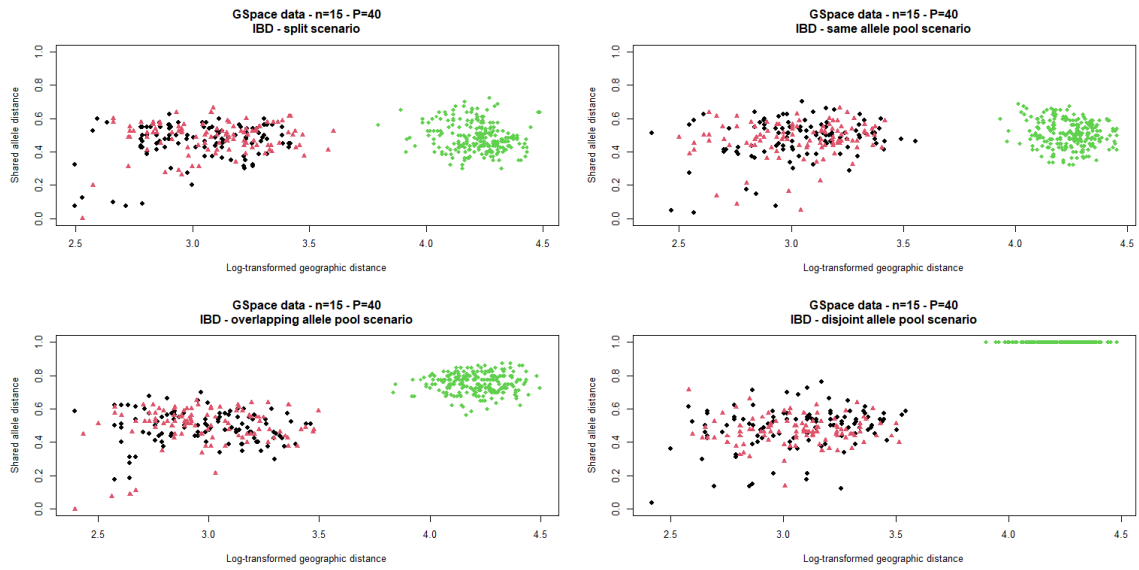 GSpace data - n=15 - P=40
IBD - split scenario
Shared allele distance
1.0
0.8
0.6
0.4
0.2
0.0
2.5 3.0 3.5 4.0 4.5
Log-transformed geographic distance
GSpace data - n=15 - P=40
IBD - same allele pool scenario
Shared allele distance
1.0
0.8
0.6
0.4
0.2
0.0
2.5 3.0 3.5 4.0 4.5
Log-transformed geographic distance
GSpace data - n=15 - P=40
IBD - overlapping allele pool scenario
Shared allele distance
1.0
0.8
0.6
0.4
0.2
0.0
2.5 3.0 3.5 4.0 4.5
Log-transformed geographic distance
GSpace data - n=15 - P=40
IBD - disjoint allele pool scenario
Shared allele distance
1.0
0.8
0.6
0.4
0.2
0.0
2.5 3.0 3.5 4.0 4.5
Log-transformed geographic distance